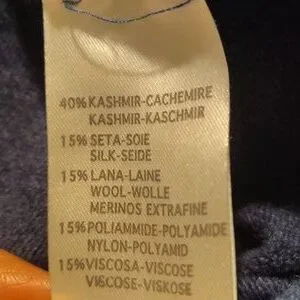 40% KASHMIR-CACHEMIRE
KASHMIR-KASCHMIR
15% SETA-SOIE
SILK-SEIDE
15% LANA-LAINE
WOOL-WOLLE
MERINOS EXTRAFINE
15% POLIAMMIDE-POLYAMIDE
NYLON-POLYAMID
15% VISCOSA-VISCOSE
VISCOSE-VISKOSE